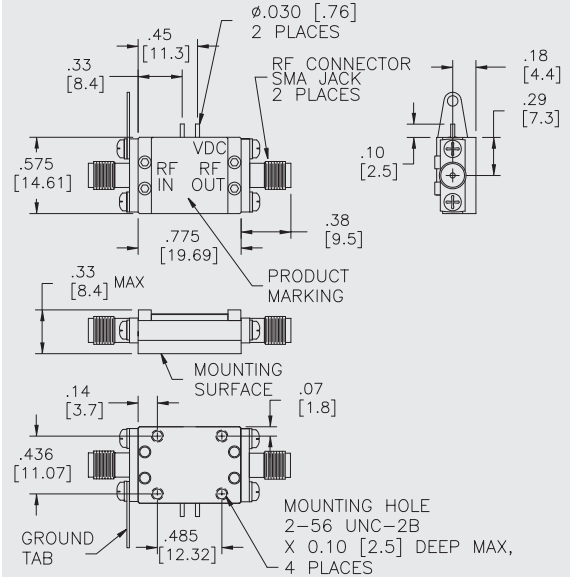 ø.030 [.76]
2 PLACES
.45
[11.3]
.33
[8.4]
RF CONNECTOR
SMA JACK
2 PLACES
.18
[4.4]
.29
[7.3]
.10
[2.5]
VDC
RF
IN
RF
OUT
.575
[14.61]
.775
[19.69]
.38
[9.5]
PRODUCT
MARKING
.33
[8.4] MAX
MOUNTING
SURFACE
.14
[3.7]
.07
[1.8]
.436
[11.07]
GROUND
TAB
.485
[12.32]
MOUNTING HOLE
2-56 UNC-2B
X 0.10 [2.5] DEEP MAX,
4 PLACES